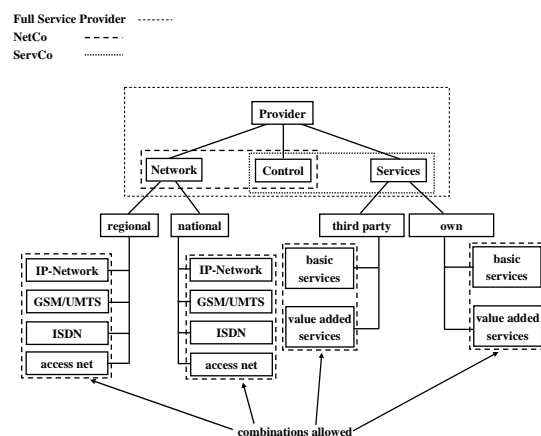 Full Service Provider
NetCo
ServCo
Provider
Network
Control
Services
regional
national
third party
own
IP-Network
GSM/UMTS
ISDN
access net
IP-Network
GSM/UMTS
ISDN
access net
basic
services
value added
services
basic
services
value added
services
combinations allowed